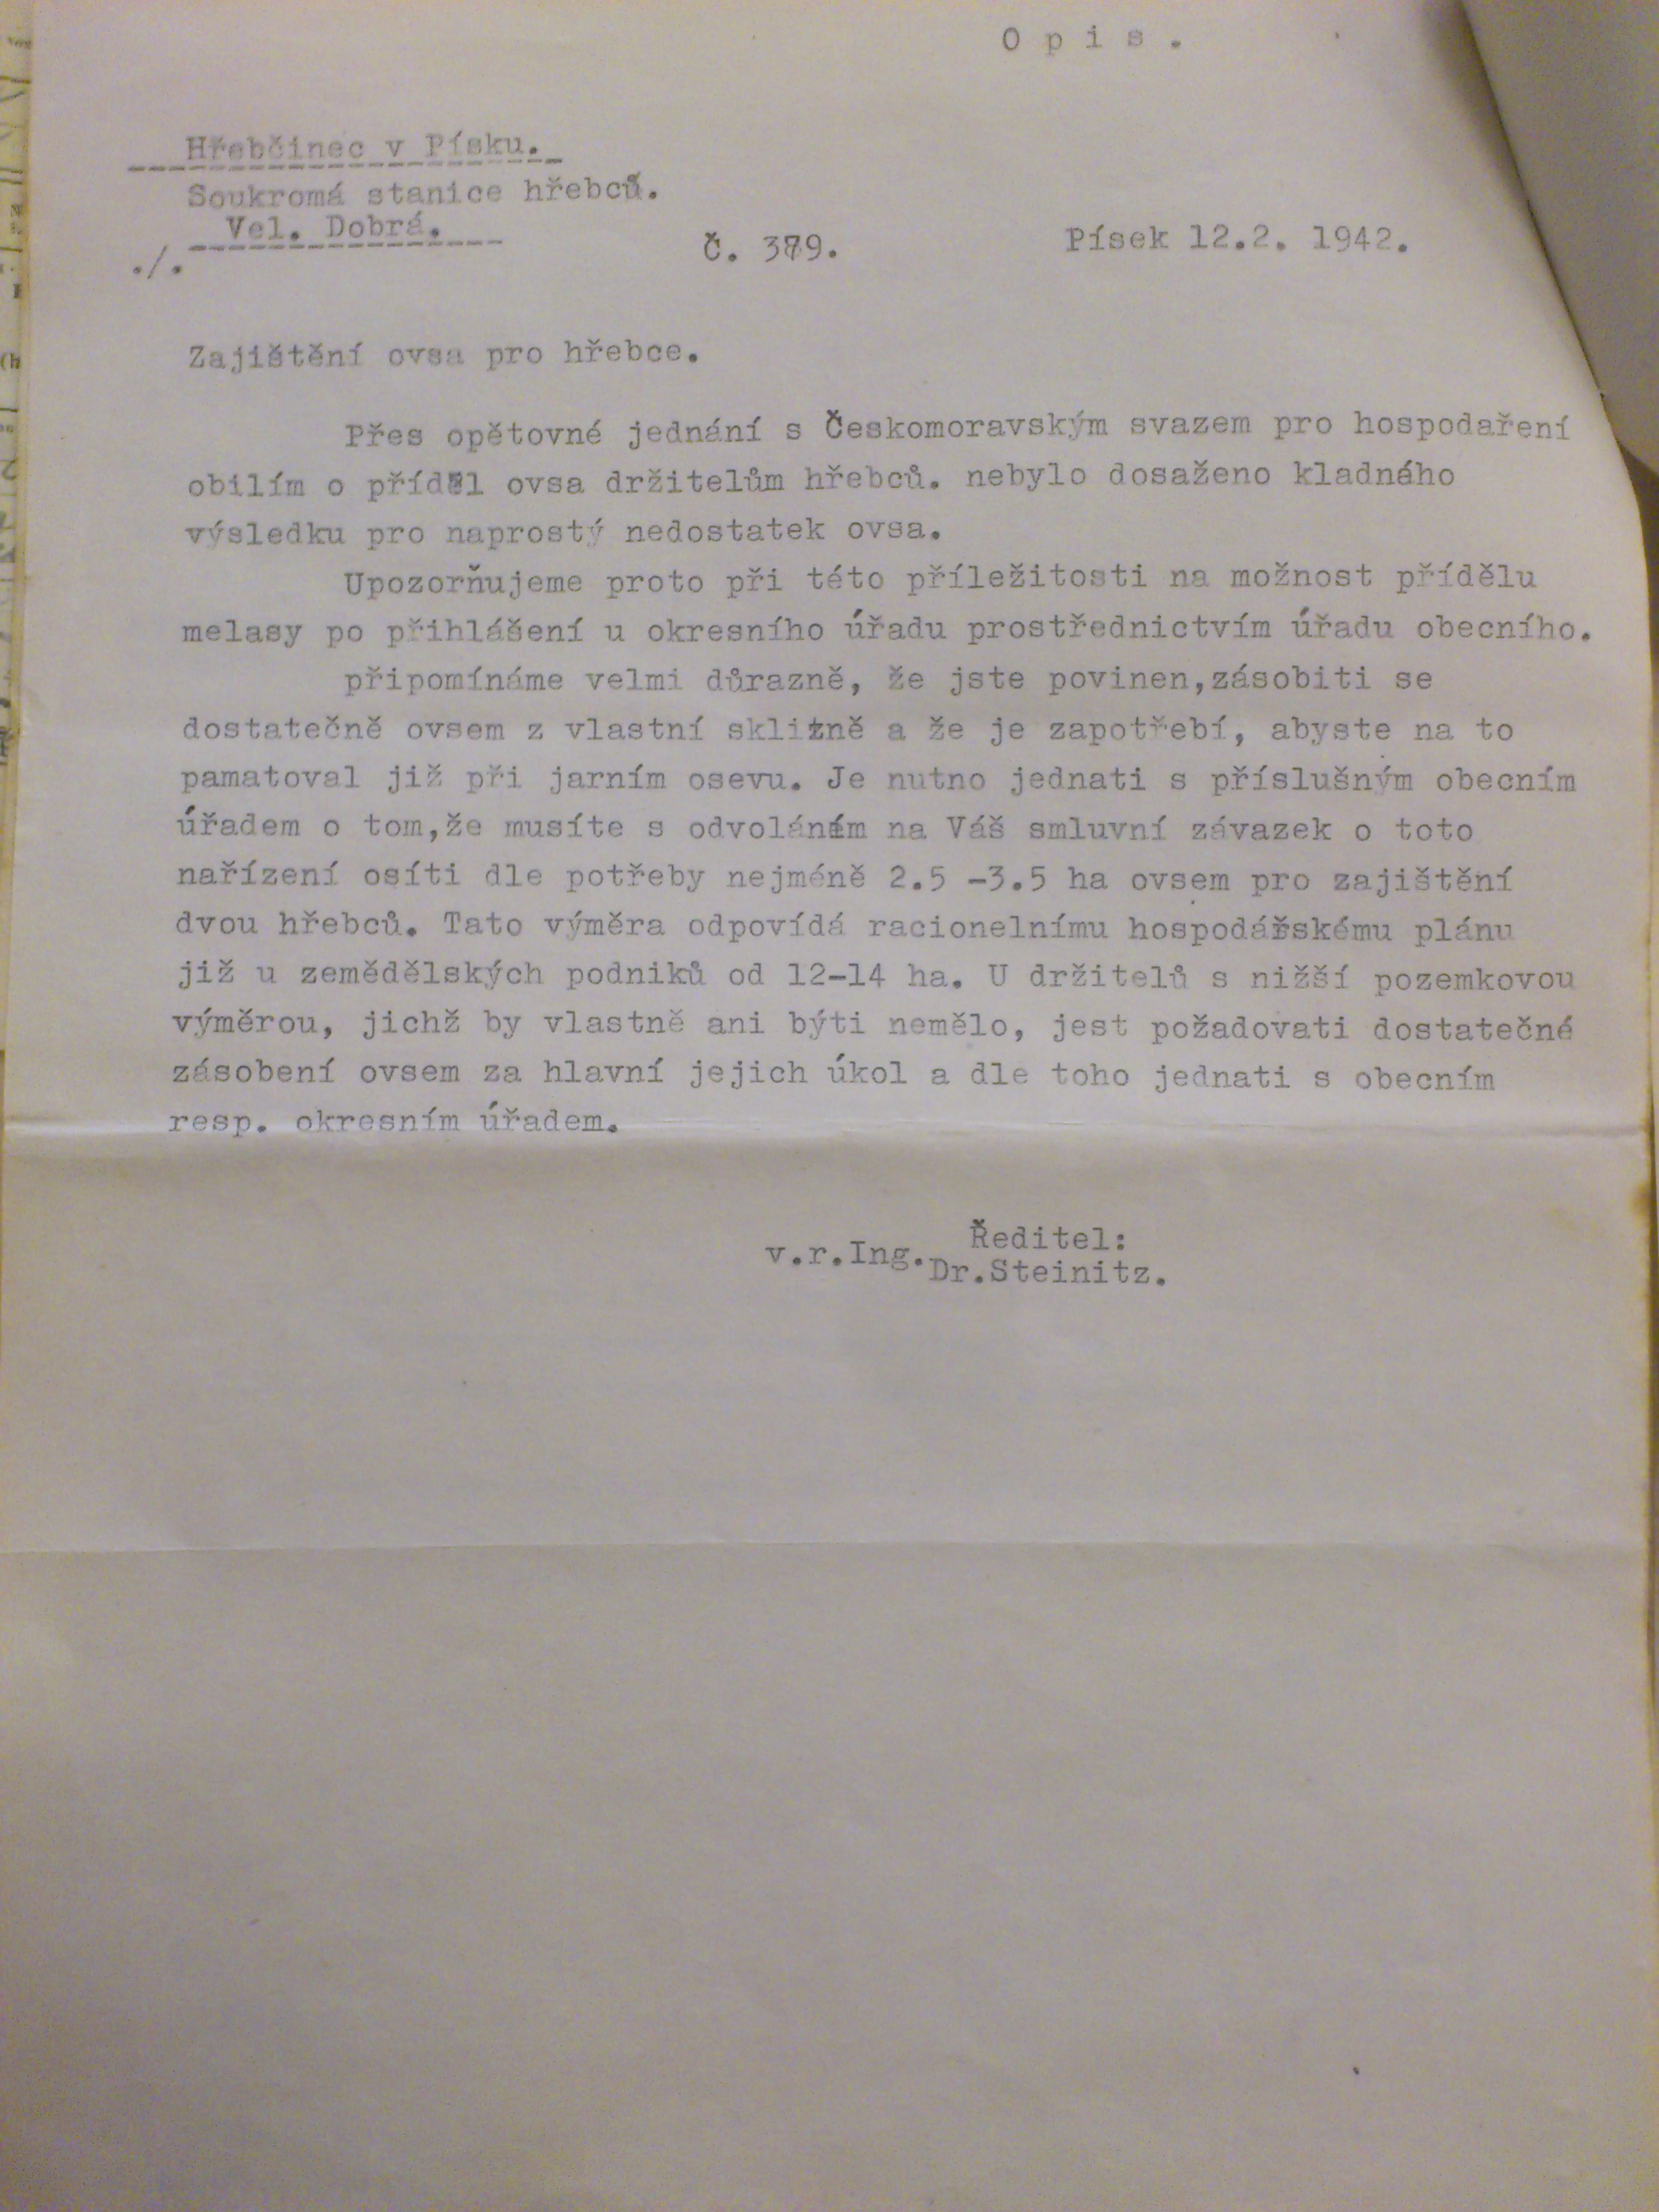 O p i s .
Hřebčinec v Písku.
Soukromá stanice hřebců.
Vel. Dobrá.
./.
Č. 379.
Písek 12.2. 1942.
Zajištění ovsa pro hřebce.
Přes opětovné jednání s Českomoravským svazem pro hospodaření
obilím o příděl ovsa držitelům hřebců. nebylo dosaženo kladnáho
výsledku pro naprostý nedostatek ovsa.
Upozorňujeme proto při této příležitosti na možnost přídělu
melasy po přihlášení u okresního úřadu prostřednictvím úřadu obecního.
připomínáme velmi důrazně, že jste povinen,zásobiti se
dostatečně ovsem z vlastní sklizně a že je zapotřebí, abyste na to
pamatoval již při jarním osevu. Je nutno jednati s příslušným obecním
úřadem o tom,že musíte s odvoláním na Váš smluvní závazek o toto
nařízení osíti dle potřeby nejméně 2.5 -3.5 ha ovsem pro zajištění
dvou hřebců. Tato výměra odpovídá racionelnímu hospodářskému plánu
již u zemědělských podniků od 12-14 ha. U držitelů s nižší pozemkovou
výměrou, jichž by vlastně ani býti nemělo, jest požadovati dostatečné
zásobení ovsem za hlavní jejich úkol a dle toho jednati s obecním
resp. okresním úřadem.
Ředitel:
v.r.Ing.Dr.Steinitz.